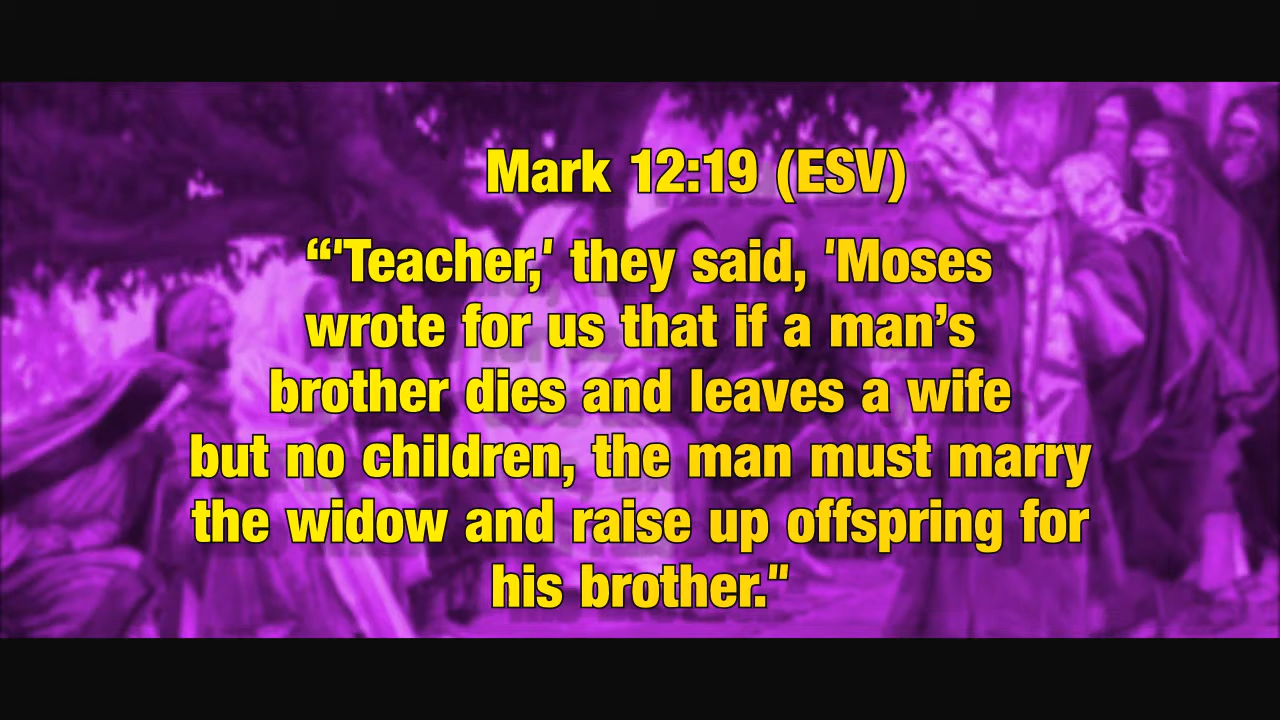 Mark 12:19 (ESV)
“'Teacher,' they said, 'Moses
wrote for us that if a man’s
brother dies and leaves a wife
but no children, the man must marry
the widow and raise up offspring for
his brother."